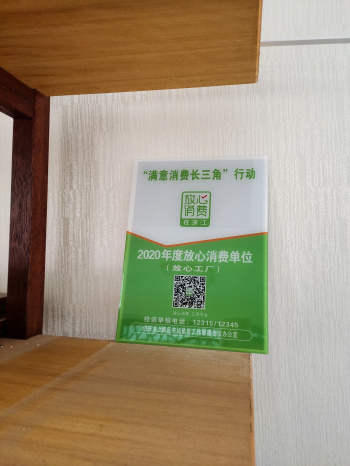 “满意消费长三角”行动
放心
消费
在浙江
2020年度放心消费单位
(放心工厂)
投诉举报电话：12315/12345